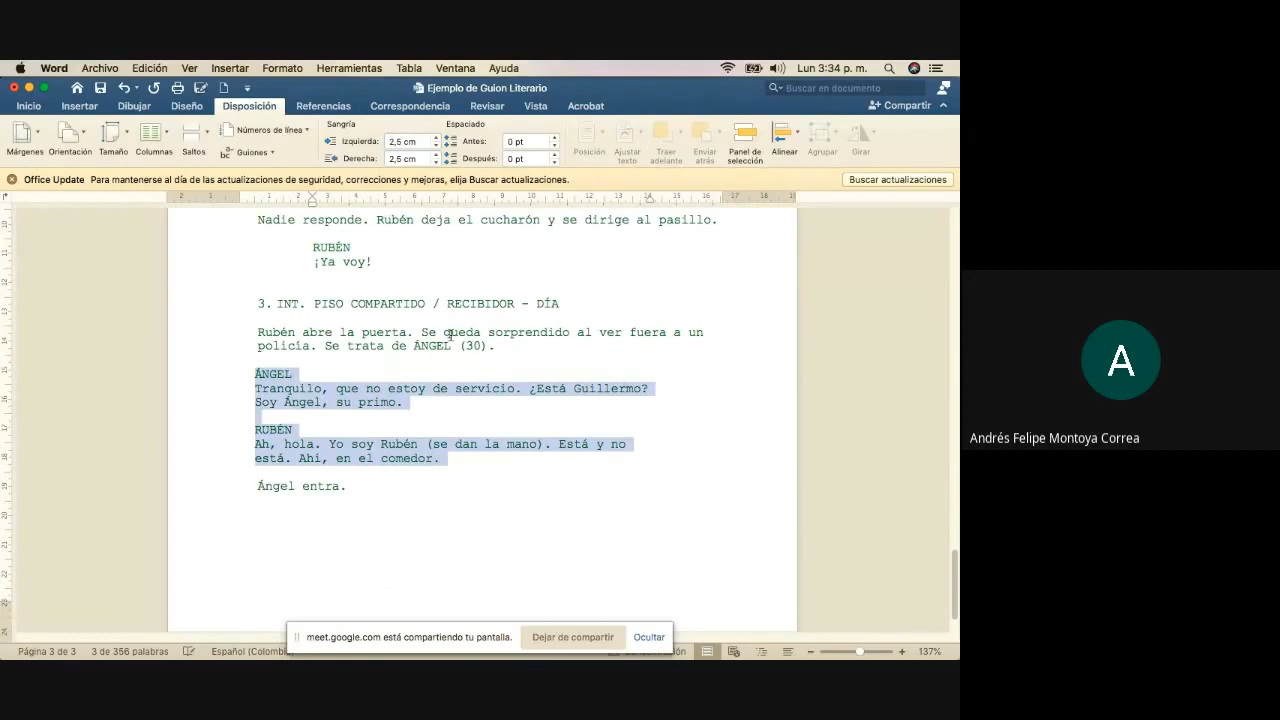 Word Archivo Edición Ver Insertar Formato Herramientas Tabla Ventana Ayuda Lun 3:34 p. m.
Ejemplo de Guion Literario Buscar en documento
Inicio Insertar Dibujar Diseño Disposición Referencias Correspondencia Revisar Vista Acrobat Compartir
Sangría Espaciado
Números de línea
Izquierda: 2,5 cm Antes: 0 pt
Márgenes Orientación Tamaño Columnas Saltos Guiones Derecha: 2,5 cm Después: 0 pt Posición Ajustar texto Traer adelante Enviar atrás Panel de selección Alinear Agrupar Girar
Office Update Para mantenerse al día de las actualizaciones de seguridad, correcciones y mejoras, elija Buscar actualizaciones. Buscar actualizaciones
Nadie responde. Rubén deja el cucharón y se dirige al pasillo.
RUBÉN
¡Ya voy!
3. INT. PISO COMPARTIDO / RECIBIDOR – DÍA
Rubén abre la puerta. Se queda sorprendido al ver fuera a un
policía. Se trata de ÁNGEL (30).
ÁNGEL
Tranquilo, que no estoy de servicio. ¿Está Guillermo?
Soy Ángel, su primo.
RUBÉN
Ah, hola. Yo soy Rubén (se dan la mano). Está y no
está. Ahí, en el comedor.
Ángel entra.
meet.google.com está compartiendo tu pantalla. Dejar de compartir Ocultar
Página 3 de 3 3 de 356 palabras 137%
A
Andrés Felipe Montoya Correa